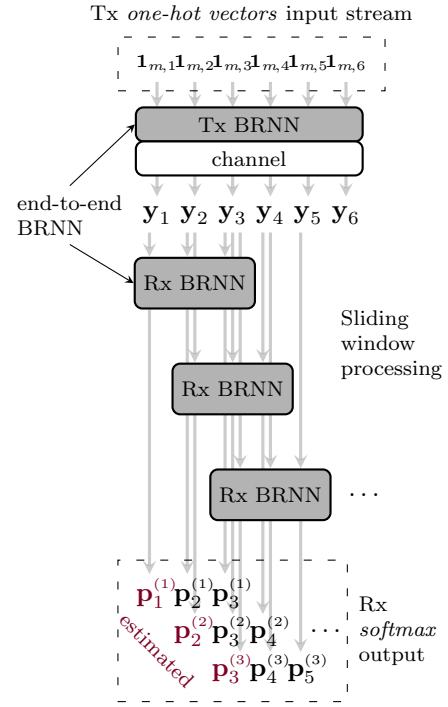 Tx one-hot vectors input stream
𝟏ₘ,₁ 𝟏ₘ,₂ 𝟏ₘ,₃ 𝟏ₘ,₄ 𝟏ₘ,₅ 𝟏ₘ,₆
Tx BRNN
channel
end-to-end
BRNN
y₁ y₂ y₃ y₄ y₅ y₆
Rx BRNN
Sliding
window
processing
Rx BRNN
Rx BRNN ...
p₁⁽¹⁾ p₂⁽¹⁾ p₃⁽¹⁾
p₂⁽²⁾ p₃⁽²⁾ p₄⁽²⁾ ...
p₃⁽³⁾ p₄⁽³⁾ p₅⁽³⁾
estimated
Rx
softmax
output